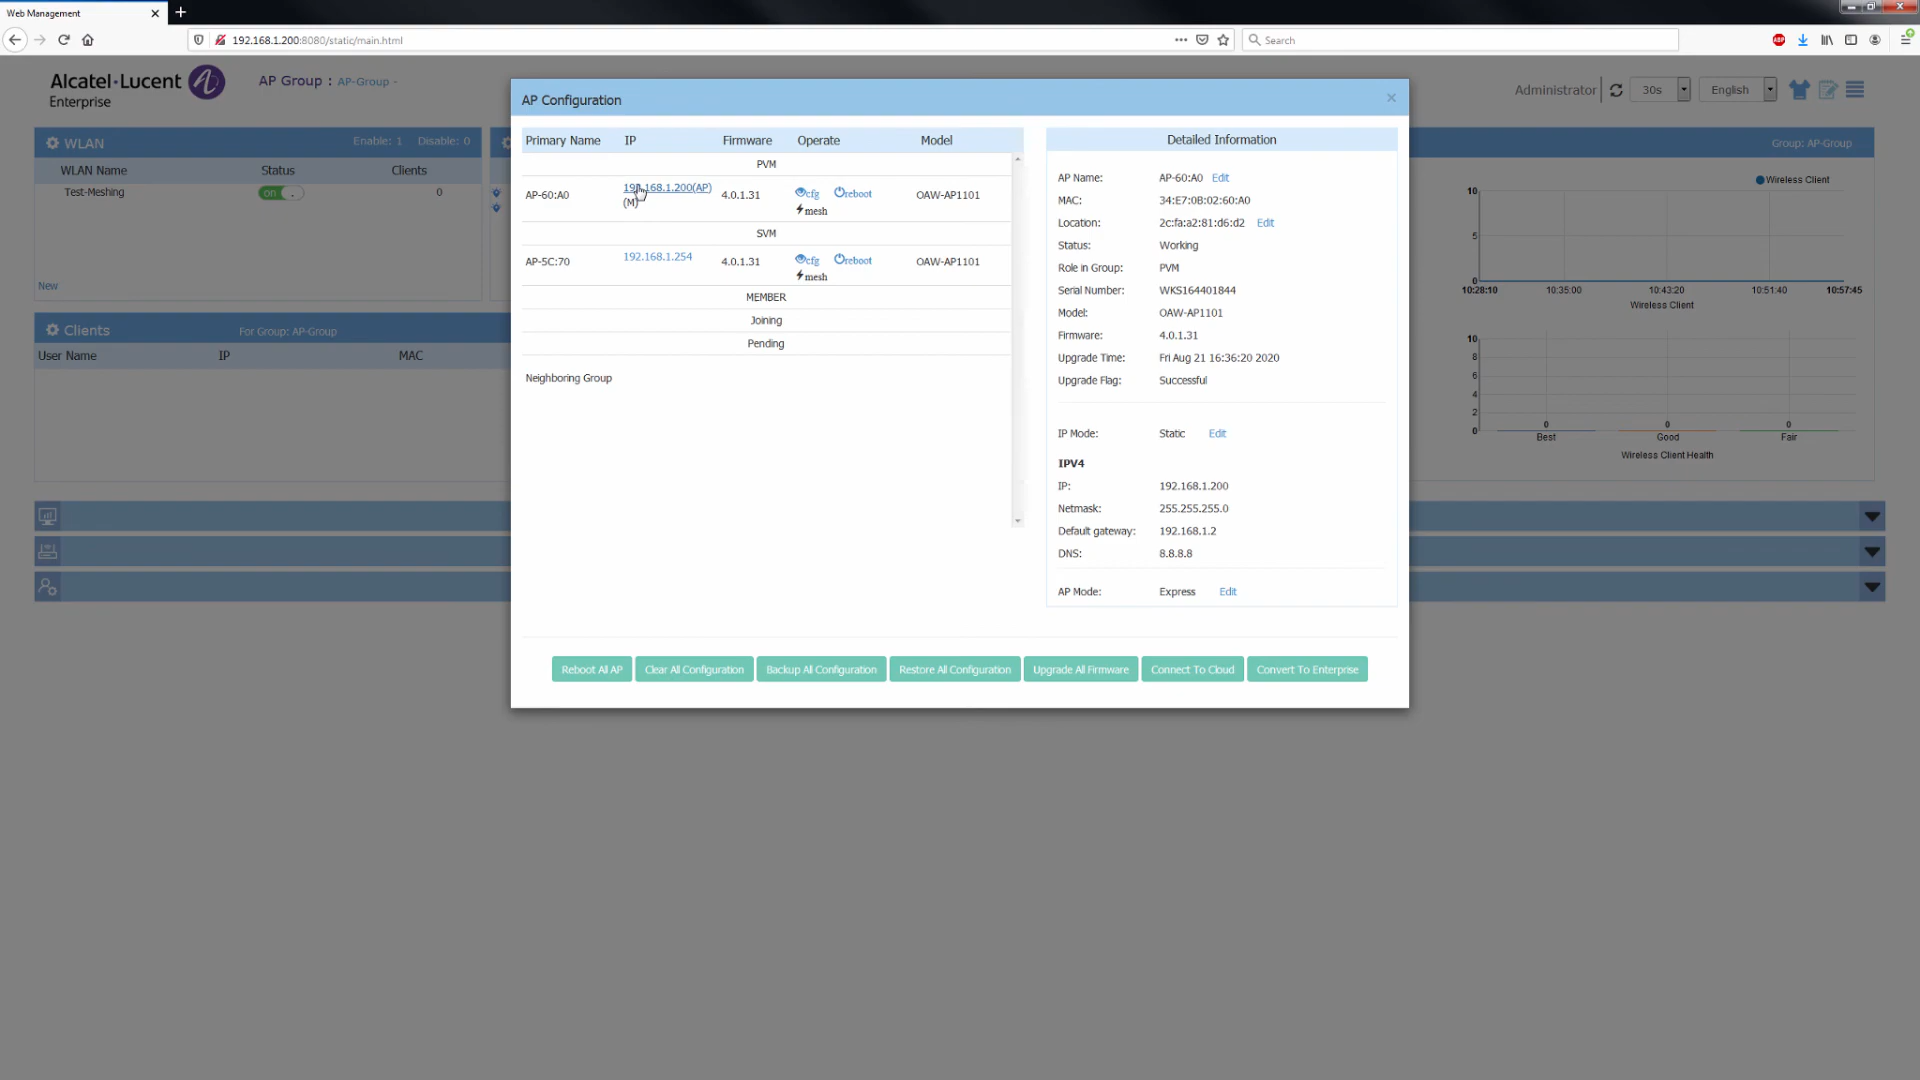 Web Management
192.168.1.200:8080/static/main.html
Search
ABP
Alcatel·Lucent
Enterprise
AP Group : AP-Group -
Administrator
30s
English
WLAN
Enable: 1 Disable: 0
WLAN Name Status Clients
Test-Meshing on 0
New
Clients For Group: AP-Group
User Name IP MAC
AP Configuration
Primary Name IP Firmware Operate Model
PVM
AP-60:A0 192.168.1.200(AP) 4.0.1.31 cfg reboot OAW-AP1101
(M) mesh
SVM
AP-5C:70 192.168.1.254 4.0.1.31 cfg reboot OAW-AP1101
mesh
MEMBER
Joining
Pending
Neighboring Group
Detailed Information
AP Name: AP-60:A0 Edit
MAC: 34:E7:0B:02:60:A0
Location: 2c:fa:a2:81:d6:d2 Edit
Status: Working
Role in Group: PVM
Serial Number: WKS164401844
Model: OAW-AP1101
Firmware: 4.0.1.31
Upgrade Time: Fri Aug 21 16:36:20 2020
Upgrade Flag: Successful
IP Mode: Static Edit
IPV4
IP: 192.168.1.200
Netmask: 255.255.255.0
Default gateway: 192.168.1.2
DNS: 8.8.8.8
AP Mode: Express Edit
Reboot All AP Clear All Configuration Backup All Configuration Restore All Configuration Upgrade All Firmware Connect To Cloud Convert To Enterprise
Group: AP-Group
Wireless Client
10
5
0
10:28:10 10:35:00 10:43:20 10:51:40 10:57:45
Wireless Client
10
8
6
4
2
0
0 0 0
Best Good Fair
Wireless Client Health